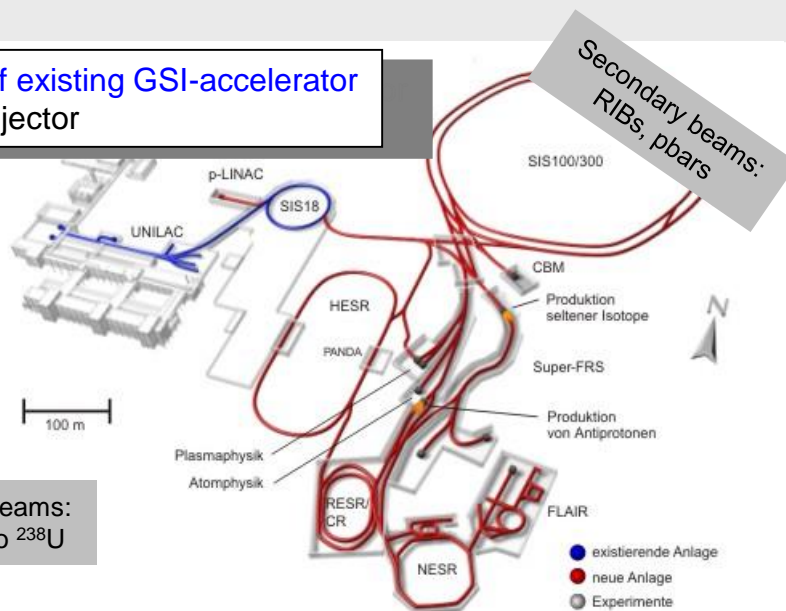 f existing GSI-accelerator
jector
Secondary beams:
RIBs, pbars
SIS100/300
p-LINAC
SIS18
UNILAC
CBM
HESR
Produktion
seltener Isotope
N
PANDA
Super-FRS
100 m
Produktion
von Antiprotonen
Plasmaphysik
Atomphysik
eams:
o ²³⁸U
RESR/
CR
FLAIR
NESR
existierende Anlage
neue Anlage
Experimente